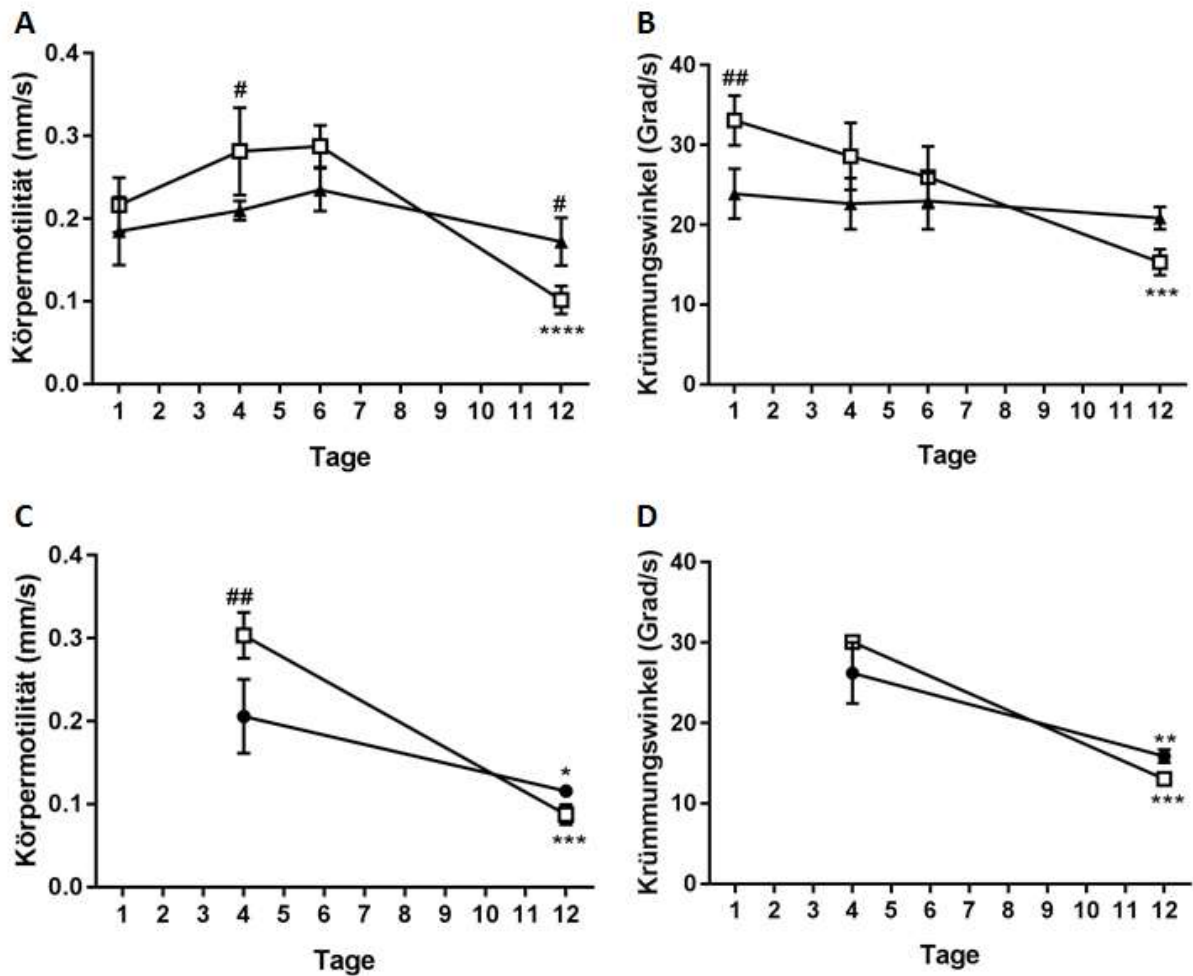 A
Körpermotilität (mm/s)
0.4
0.3
0.2
0.1
0.0
#
#
****
1 2 3 4 5 6 7 8 9 10 11 12
Tage
B
Krümmungswinkel (Grad/s)
40
30
20
10
0
##
***
1 2 3 4 5 6 7 8 9 10 11 12
Tage
C
Körpermotilität (mm/s)
0.4
0.3
0.2
0.1
0.0
##
*
***
1 2 3 4 5 6 7 8 9 10 11 12
Tage
D
Krümmungswinkel (Grad/s)
40
30
20
10
0
**
***
1 2 3 4 5 6 7 8 9 10 11 12
Tage